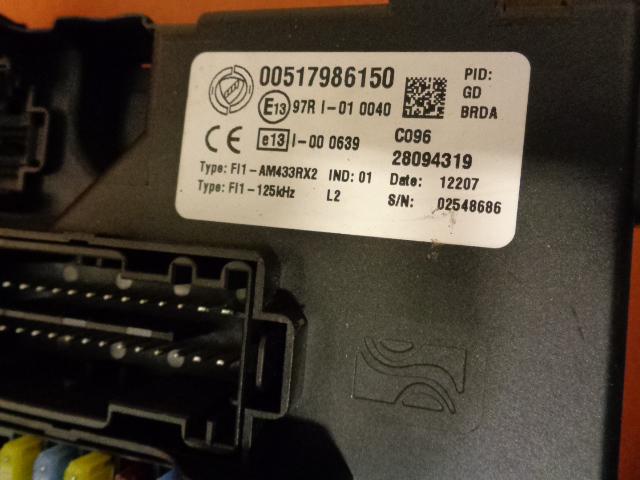 00517986150
E13 97R I-01 0040
e13 I-00 0639
CE
Type: FI1-AM433RX2 IND: 01
Type: FI1-125kHz L2
PID:
GD
BRDA
C096
28094319
Date: 12207
S/N: 02548686